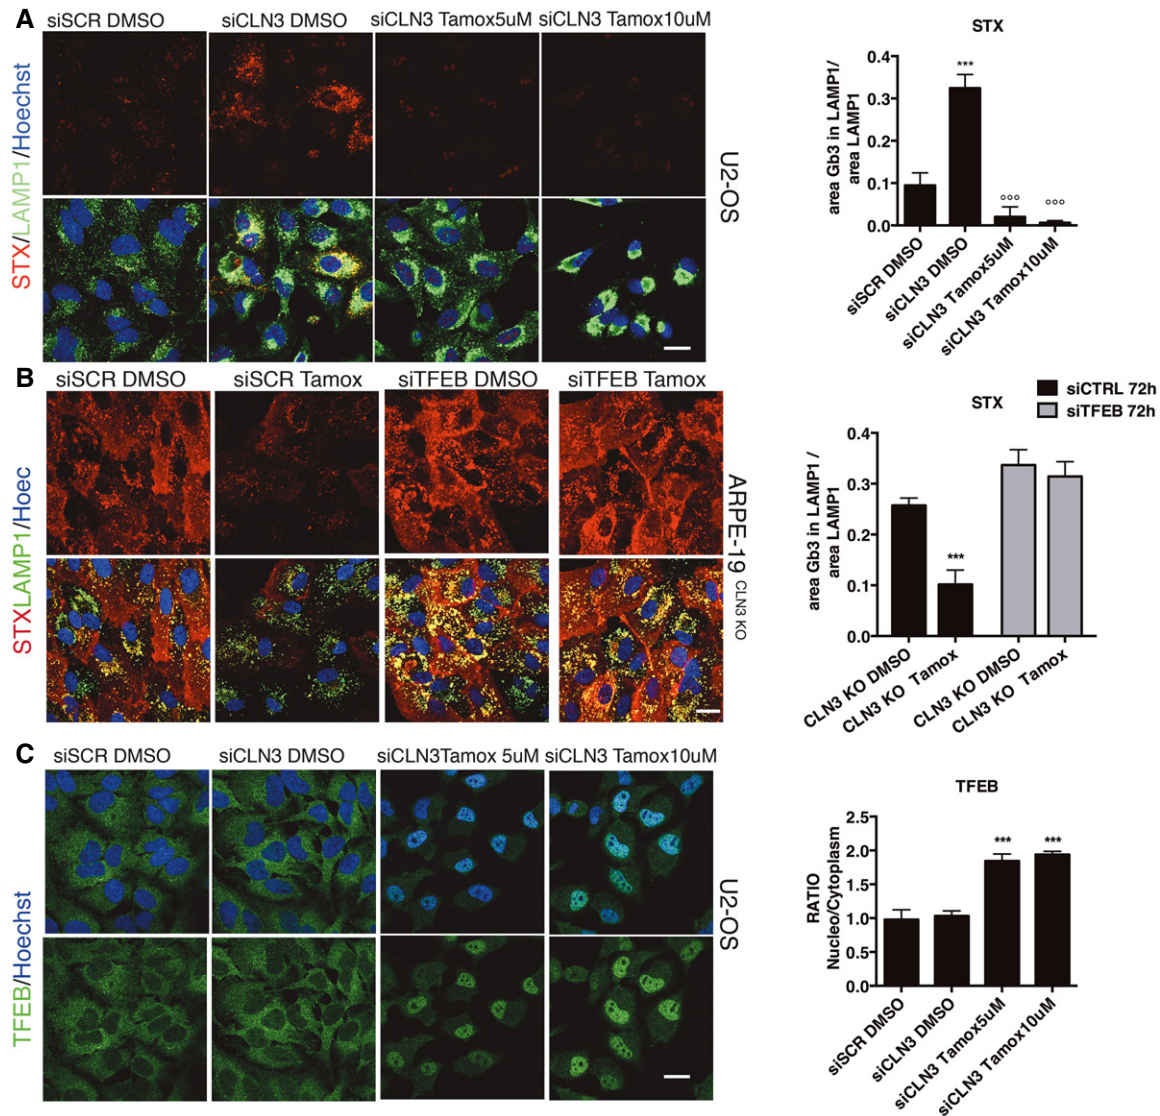 A
siSCR DMSO
siCLN3 DMSO
siCLN3 Tamox5uM
siCLN3 Tamox10uM
STX/LAMP1/Hoechst
U2-OS
STX
area Gb3 in LAMP1/
area LAMP1
0.4
0.3
0.2
0.1
0.0
***
°°°
°°°
siSCR DMSO
siCLN3 DMSO
siCLN3 Tamox5uM
siCLN3 Tamox10uM
B
siSCR DMSO
siSCR Tamox
siTFEB DMSO
siTFEB Tamox
STXLAMP1/Hoec
ARPE-19 CLN3 KO
STX
siCTRL 72h
siTFEB 72h
area Gb3 in LAMP1 /
area LAMP1
0.4
0.3
0.2
0.1
0.0
***
CLN3 KO DMSO
CLN3 KO Tamox
CLN3 KO DMSO
CLN3 KO Tamox
C
siSCR DMSO
siCLN3 DMSO
siCLN3Tamox 5uM
siCLN3 Tamox10uM
TFEB/Hoechst
U2-OS
TFEB
RATIO
Nucleo/Cytoplasm
2.5
2.0
1.5
1.0
0.5
0.0
***
***
siSCR DMSO
siCLN3 DMSO
siCLN3 Tamox5uM
siCLN3 Tamox10uM